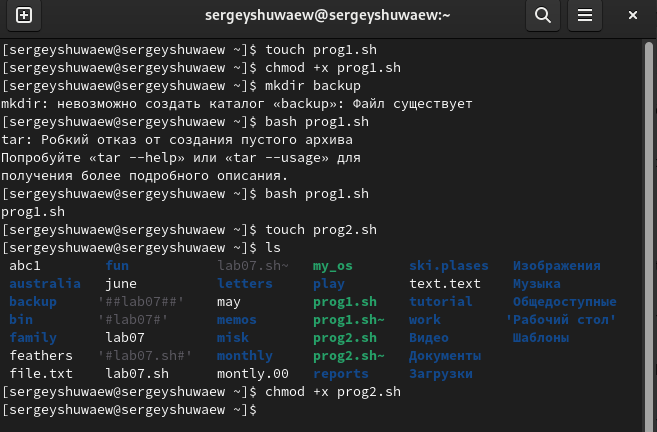 sergeyshuwaew@sergeyshuwaew:~
[sergeyshuwaew@sergeyshuwaew ~]$ touch prog1.sh
[sergeyshuwaew@sergeyshuwaew ~]$ chmod +x prog1.sh
[sergeyshuwaew@sergeyshuwaew ~]$ mkdir backup
mkdir: невозможно создать каталог «backup»: Файл существует
[sergeyshuwaew@sergeyshuwaew ~]$ bash prog1.sh
tar: Робкий отказ от создания пустого архива
Попробуйте «tar --help» или «tar --usage» для
получения более подробного описания.
[sergeyshuwaew@sergeyshuwaew ~]$ bash prog1.sh
prog1.sh
[sergeyshuwaew@sergeyshuwaew ~]$ touch prog2.sh
[sergeyshuwaew@sergeyshuwaew ~]$ ls
abc1 fun lab07.sh~ my_os ski.plases Изображения
australia june letters play text.text Музыка
backup '##lab07##' may prog1.sh tutorial Общедоступные
bin '#lab07#' memos prog1.sh~ work 'Рабочий стол'
family lab07 misk prog2.sh Видео Шаблоны
feathers '#lab07.sh#' monthly prog2.sh~ Документы
file.txt lab07.sh montly.00 reports Загрузки
[sergeyshuwaew@sergeyshuwaew ~]$ chmod +x prog2.sh
[sergeyshuwaew@sergeyshuwaew ~]$